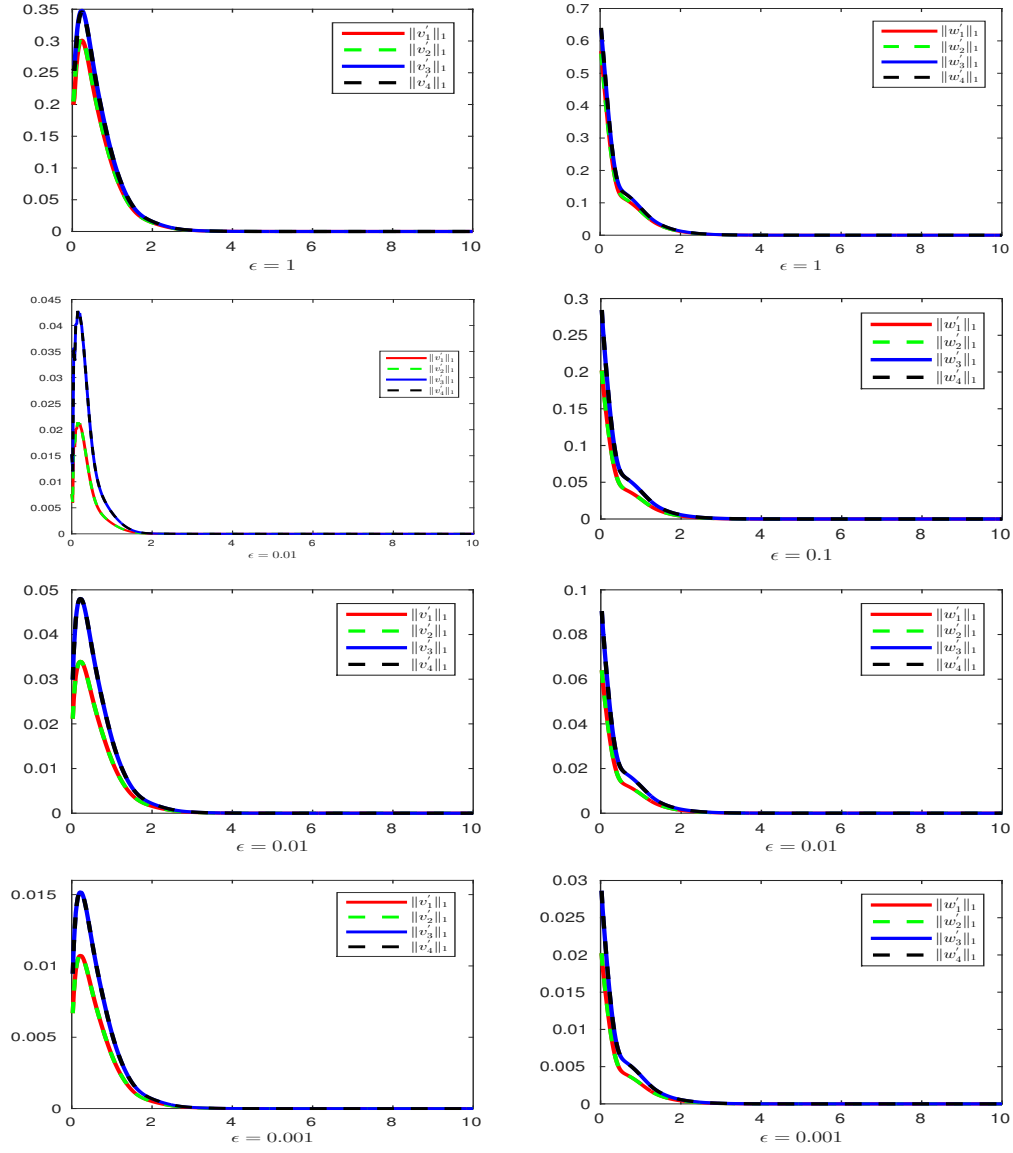 0.35
0.3
0.25
0.2
0.15
0.1
0.05
0
0 2 4 6 8 10
ϵ = 1
‖v′₁‖₁
‖v′₂‖₁
‖v′₃‖₁
‖v′₄‖₁
0.7
0.6
0.5
0.4
0.3
0.2
0.1
0
0 2 4 6 8 10
ϵ = 1
‖w′₁‖₁
‖w′₂‖₁
‖w′₃‖₁
‖w′₄‖₁
0.045
0.04
0.035
0.03
0.025
0.02
0.015
0.01
0.005
0
0 2 4 6 8 10
ϵ = 0.01
‖v′₁‖₁
‖v′₂‖₁
‖v′₃‖₁
‖v′₄‖₁
0.3
0.25
0.2
0.15
0.1
0.05
0
0 2 4 6 8 10
ϵ = 0.1
‖w′₁‖₁
‖w′₂‖₁
‖w′₃‖₁
‖w′₄‖₁
0.05
0.04
0.03
0.02
0.01
0
0 2 4 6 8 10
ϵ = 0.01
‖v′₁‖₁
‖v′₂‖₁
‖v′₃‖₁
‖v′₄‖₁
0.1
0.08
0.06
0.04
0.02
0
0 2 4 6 8 10
ϵ = 0.01
‖w′₁‖₁
‖w′₂‖₁
‖w′₃‖₁
‖w′₄‖₁
0.015
0.01
0.005
0
0 2 4 6 8 10
ϵ = 0.001
‖v′₁‖₁
‖v′₂‖₁
‖v′₃‖₁
‖v′₄‖₁
0.03
0.025
0.02
0.015
0.01
0.005
0
0 2 4 6 8 10
ϵ = 0.001
‖w′₁‖₁
‖w′₂‖₁
‖w′₃‖₁
‖w′₄‖₁